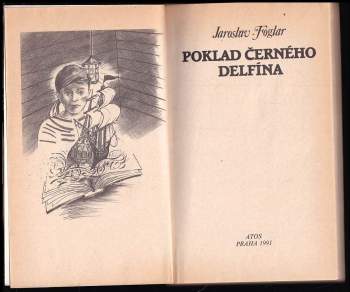 Jaroslav Foglar
POKLAD ČERNÉHO
DELFÍNA
ATOS
PRAHA 1991